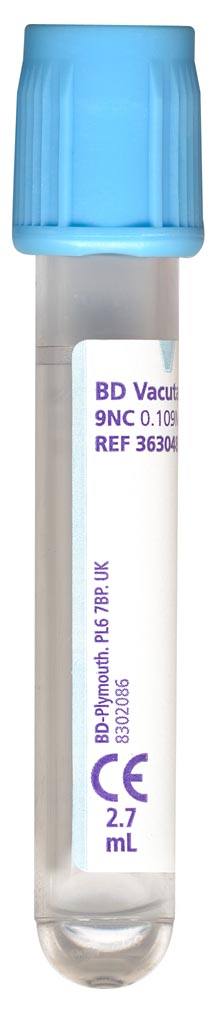 BD Vacuta
9NC 0.109
REF 36304
BD-Plymouth. PL6 7BP. UK
8302086
CE
2.7
mL